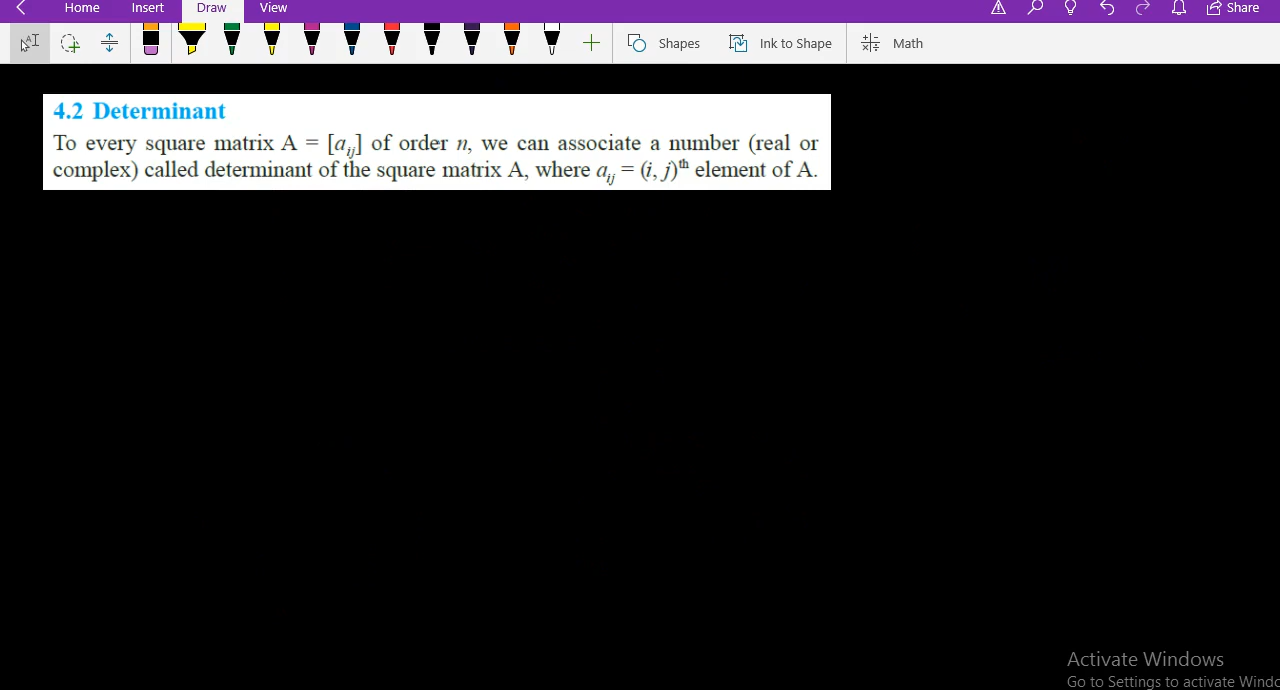 Home Insert Draw View Share
Shapes Ink to Shape Math
4.2 Determinant
To every square matrix A = [aij] of order n, we can associate a number (real or
complex) called determinant of the square matrix A, where aij = (i, j)th element of A.
Activate Windows
Go to Settings to activate Windo